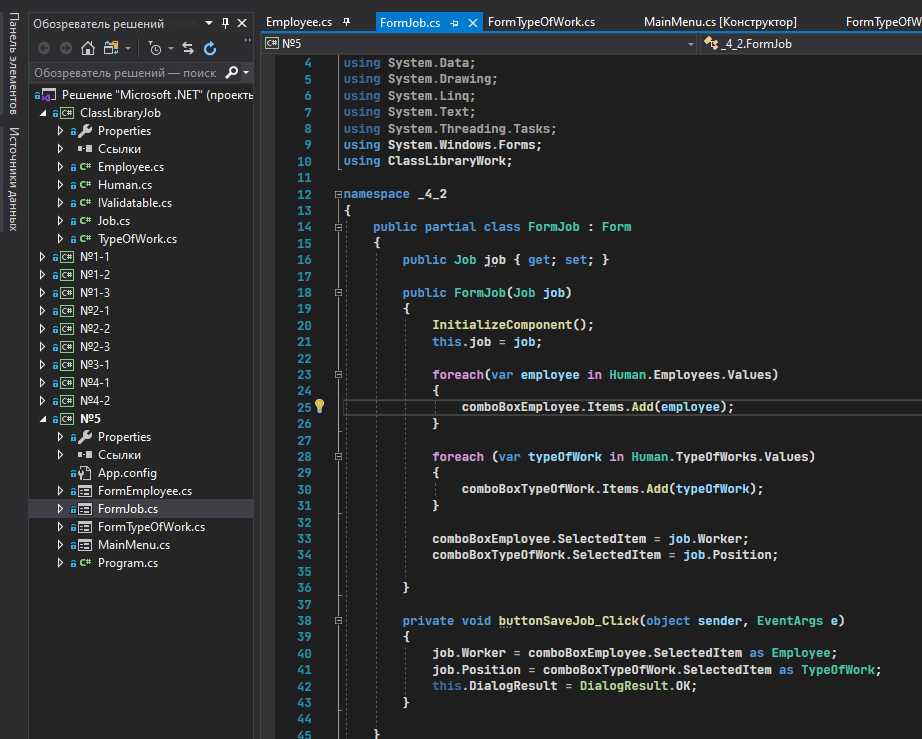 Панель элементов
Источники данных
Обозреватель решений
Обозреватель решений — поиск
Решение "Microsoft .NET" (проекты
ClassLibraryJob
Properties
Ссылки
Employee.cs
Human.cs
IValidatable.cs
Job.cs
TypeOfWork.cs
№1-1
№1-2
№1-3
№2-1
№2-2
№2-3
№3-1
№4-1
№4-2
№5
Properties
Ссылки
App.config
FormEmployee.cs
FormJob.cs
FormTypeOfWork.cs
MainMenu.cs
Program.cs
Employee.cs FormJob.cs FormTypeOfWork.cs MainMenu.cs [Конструктор] FormTypeOfW
C# №5 _4_2.FormJob
4 using System.Data;
5 using System.Drawing;
6 using System.Linq;
7 using System.Text;
8 using System.Threading.Tasks;
9 using System.Windows.Forms;
10 using ClassLibraryWork;
11
12 namespace _4_2
13 {
14 public partial class FormJob : Form
15 {
16 public Job job { get; set; }
17
18 public FormJob(Job job)
19 {
20 InitializeComponent();
21 this.job = job;
22
23 foreach(var employee in Human.Employees.Values)
24 {
25 comboBoxEmployee.Items.Add(employee);
26 }
27
28 foreach (var typeOfWork in Human.TypeOfWorks.Values)
29 {
30 comboBoxTypeOfWork.Items.Add(typeOfWork);
31 }
32
33 comboBoxEmployee.SelectedItem = job.Worker;
34 comboBoxTypeOfWork.SelectedItem = job.Position;
35
36 }
37
38 private void buttonSaveJob_Click(object sender, EventArgs e)
39 {
40 job.Worker = comboBoxEmployee.SelectedItem as Employee;
41 job.Position = comboBoxTypeOfWork.SelectedItem as TypeOfWork;
42 this.DialogResult = DialogResult.OK;
43 }
44
45 }